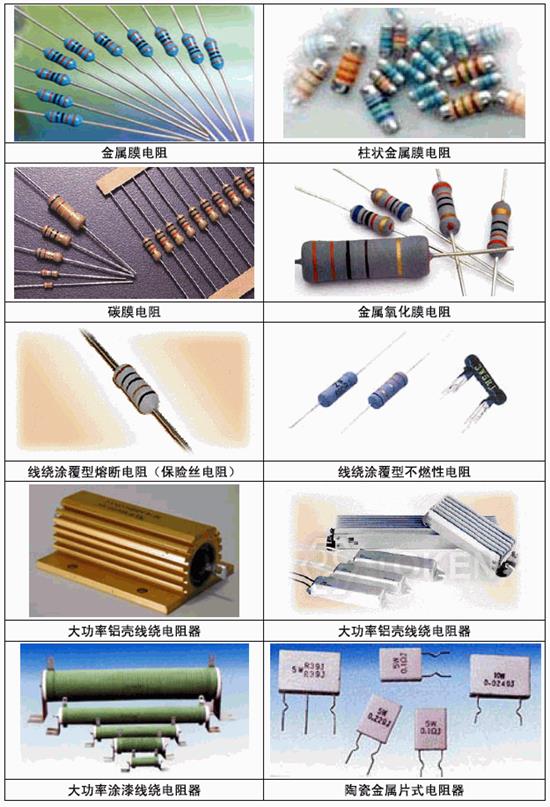 金属膜电阻
柱状金属膜电阻
碳膜电阻
金属氧化膜电阻
线绕涂覆型熔断电阻（保险丝电阻）
线绕涂覆型不燃性电阻
TOKEN
大功率铝壳线绕电阻器
大功率铝壳线绕电阻器
5W R39J
R39J
5W
0.1ΩJ
10W
0.024ΩJ
5W
0.22ΩJ
5W
0.1ΩJ
大功率涂漆线绕电阻器
陶瓷金属片式电阻器